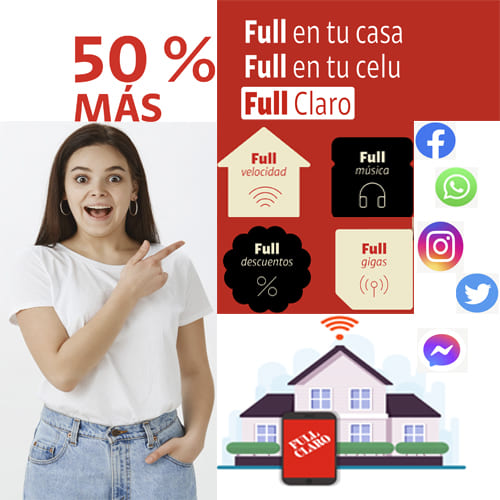 50 %
MÁS
Full en tu casa
Full en tu celu
Full Claro
Full
velocidad
Full
música
Full
descuentos
%
Full
gigas
FULL
CLARO